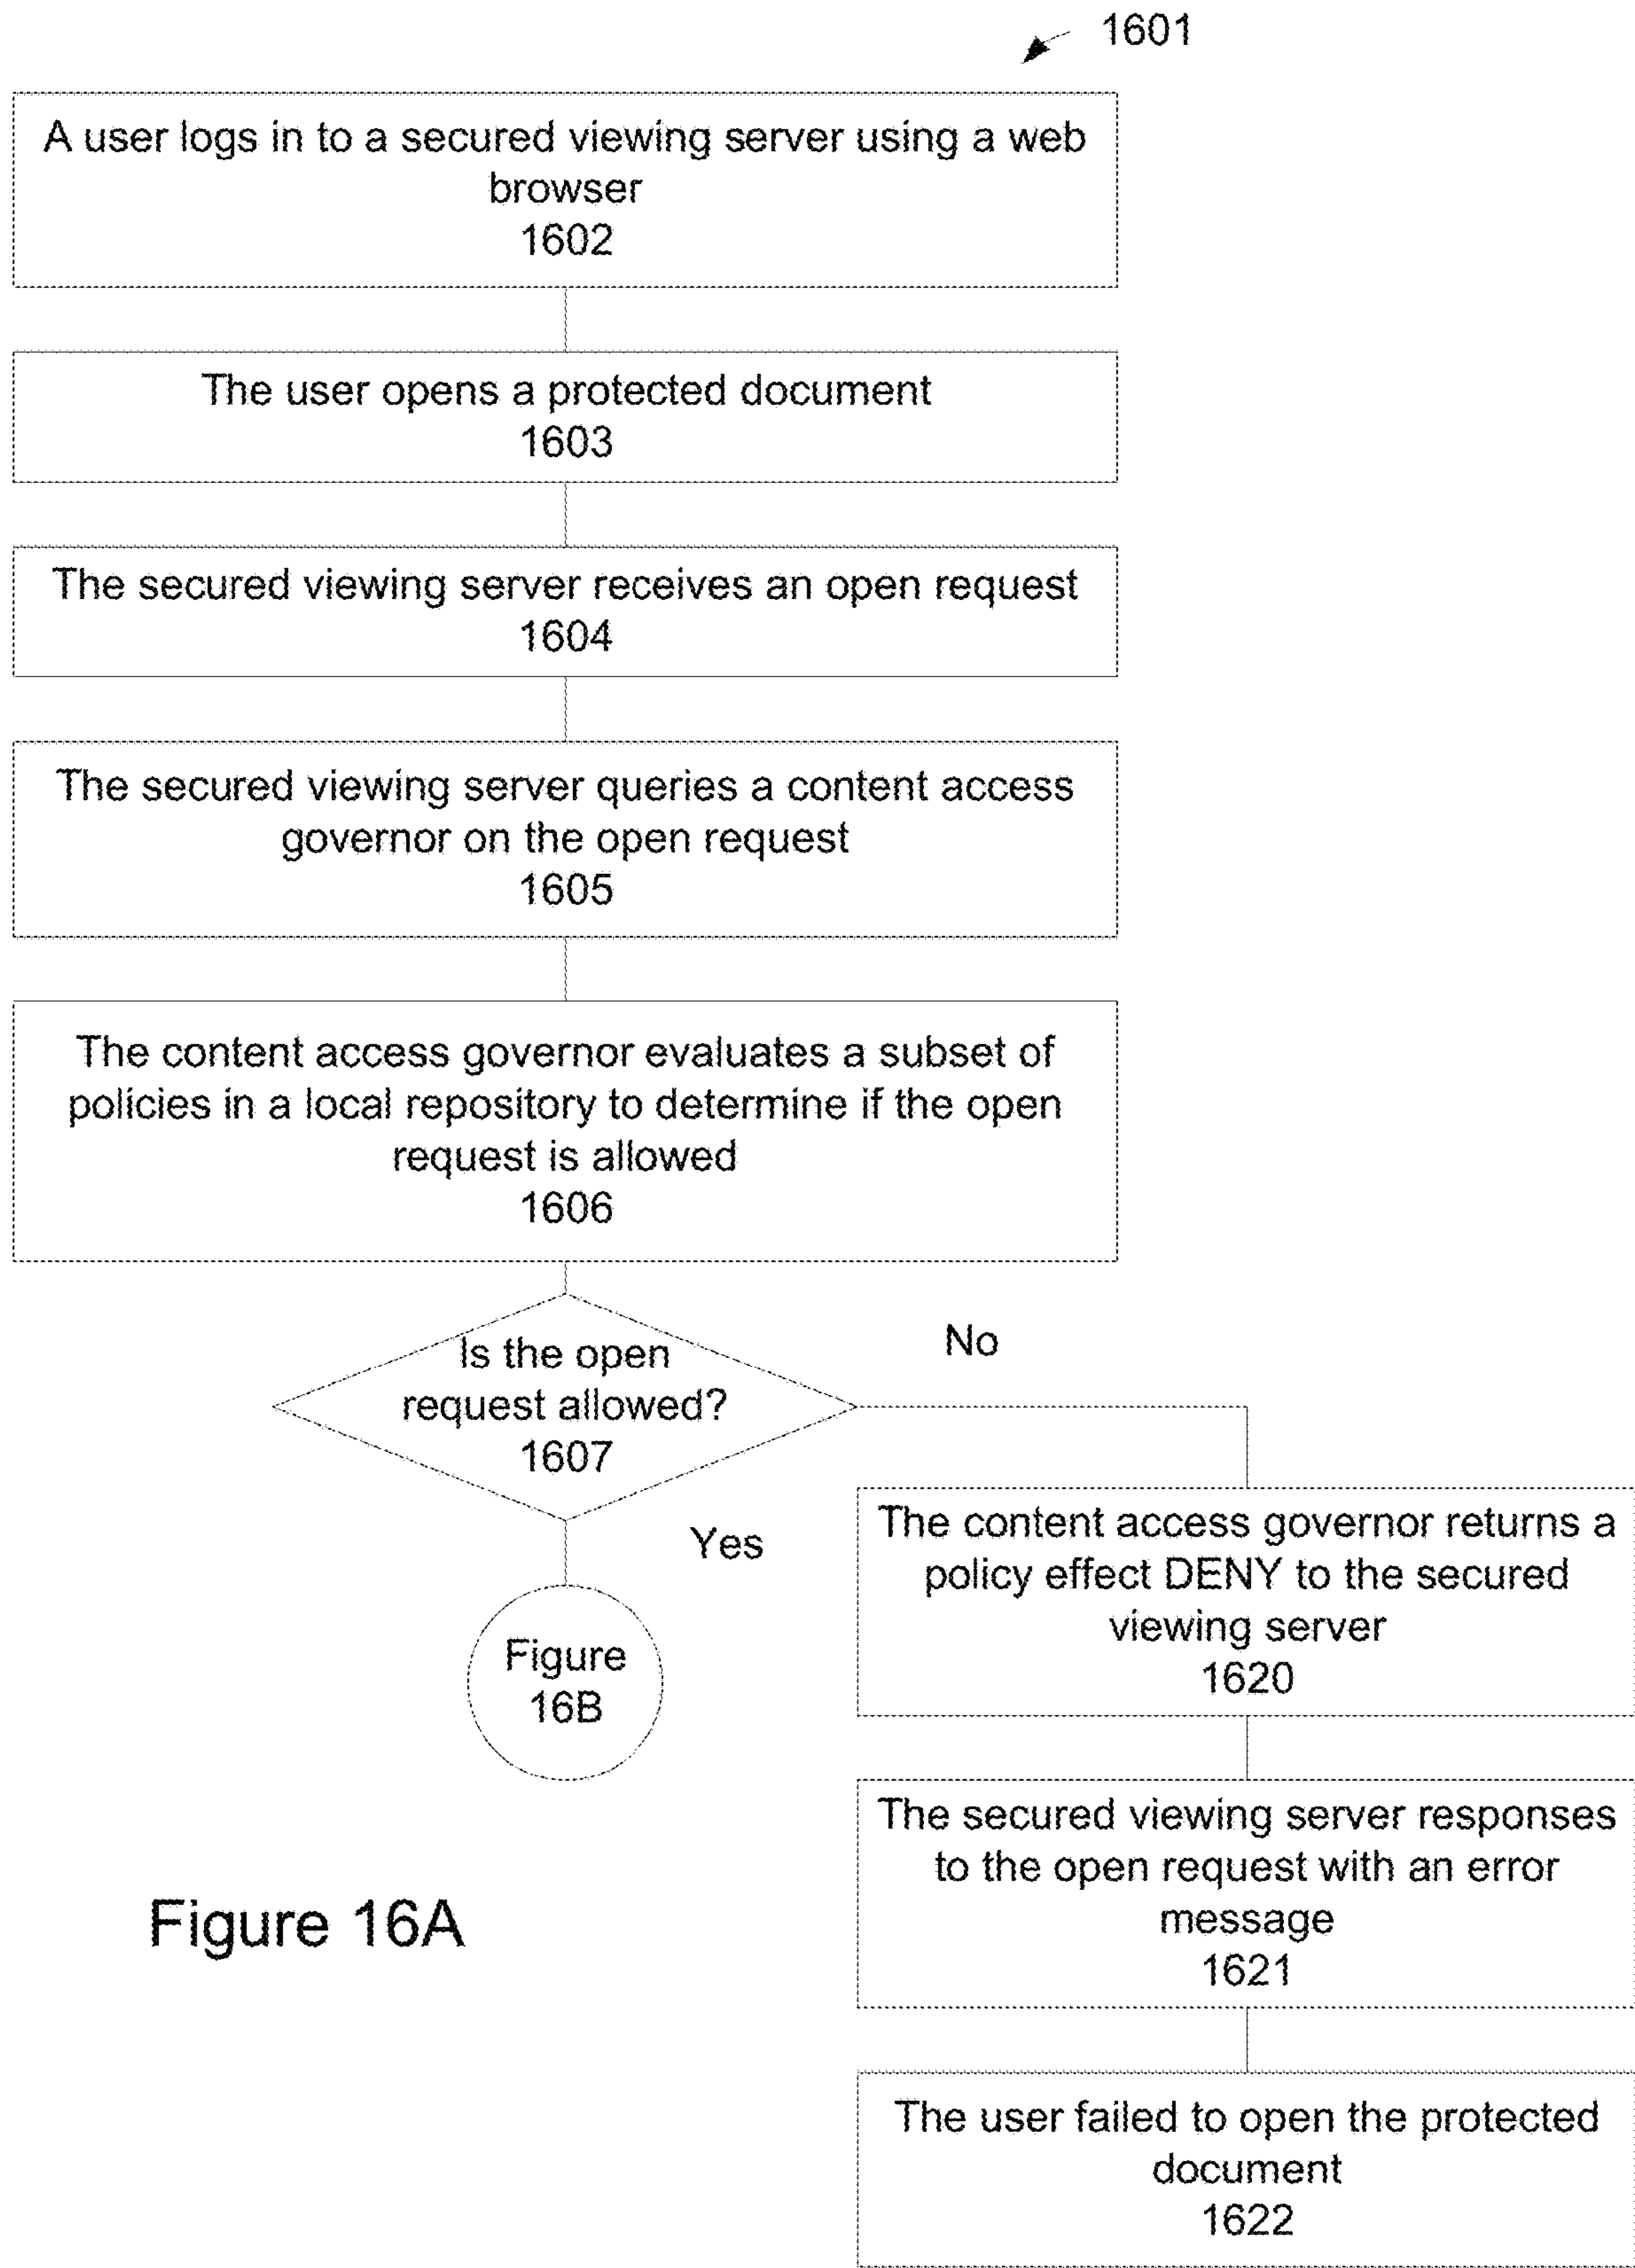 1601
A user logs in to a secured viewing server using a web
browser
1602
The user opens a protected document
1603
The secured viewing server receives an open request
1604
The secured viewing server queries a content access
governor on the open request
1605
The content access governor evaluates a subset of
policies in a local repository to determine if the open
request is allowed
1606
Is the open
request allowed?
1607
No
Yes
Figure
16B
The content access governor returns a
policy effect DENY to the secured
viewing server
1620
The secured viewing server responses
to the open request with an error
message
1621
The user failed to open the protected
document
1622
Figure 16A